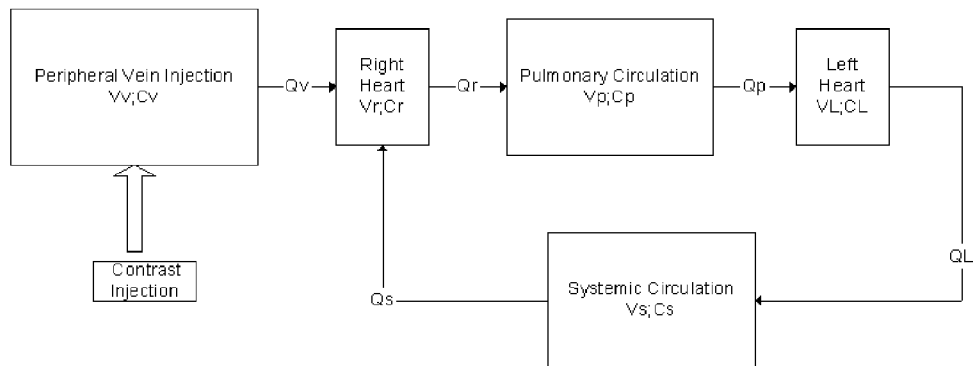 Peripheral Vein Injection
Vv;Cv
Qv
Right
Heart
Vr;Cr
Qr
Pulmonary Circulation
Vp;Cp
Qp
Left
Heart
VL;CL
QL
Contrast
Injection
Qs
Systemic Circulation
Vs;Cs